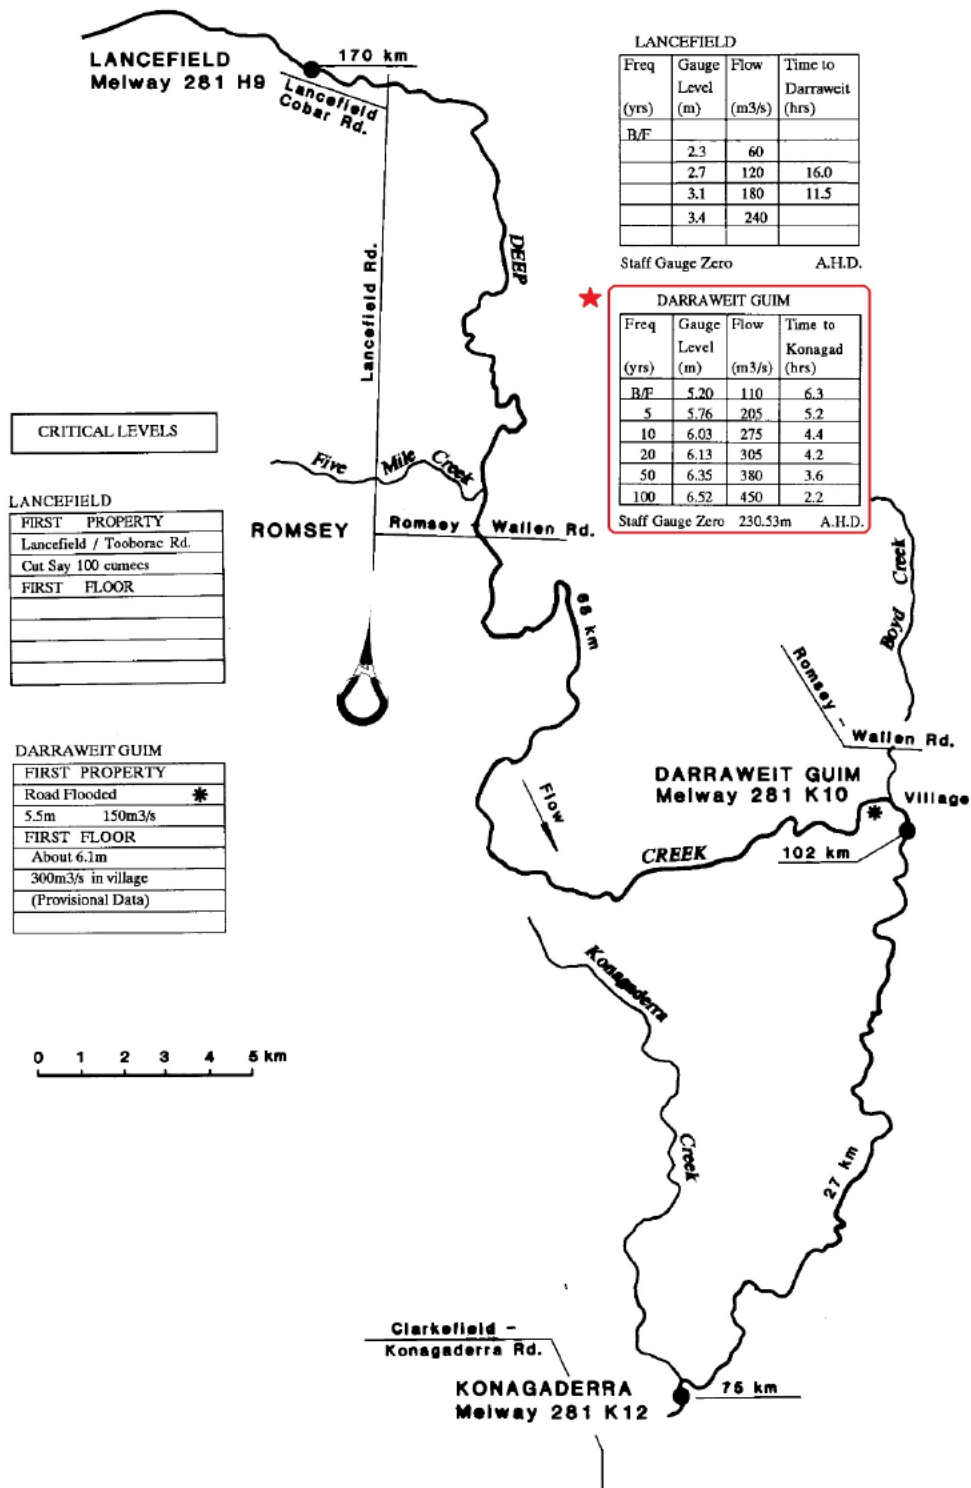 LANCEFIELD
Melway 281 H9
170 km
Lancefield
Cobar Rd.
LANCEFIELD
Freq Gauge Flow Time to
Level Darraweit
(yrs) (m) (m3/s) (hrs)
B/F
2.3 60
2.7 120 16.0
3.1 180 11.5
3.4 240
Staff Gauge Zero A.H.D.
DEEP
Lancefield Rd.
DARRAWEIT GUIM
Freq Gauge Flow Time to
Level Konagad
(yrs) (m) (m3/s) (hrs)
B/F 5.20 110 6.3
5 5.76 205 5.2
10 6.03 275 4.4
20 6.13 305 4.2
50 6.35 380 3.6
100 6.52 450 2.2
Staff Gauge Zero 230.53m A.H.D.
CRITICAL LEVELS
Five Mile Creek
LANCEFIELD
FIRST PROPERTY
Lancefield / Tooborac Rd.
Cut Say 100 cumecs
FIRST FLOOR
ROMSEY
Romsey - Wallen Rd.
68 km
Boyd Creek
Romsey -
Wallen Rd.
DARRAWEIT GUIM
FIRST PROPERTY
Road Flooded *
5.5m 150m3/s
FIRST FLOOR
About 6.1m
300m3/s in village
(Provisional Data)
Flow
DARRAWEIT GUIM
Melway 281 K10
Village
*
CREEK
102 km
Konagaderra
Creek
0 1 2 3 4 5 km
27 km
Clarkefield -
Konagaderra Rd.
KONAGADERRA
Melway 281 K12
75 km